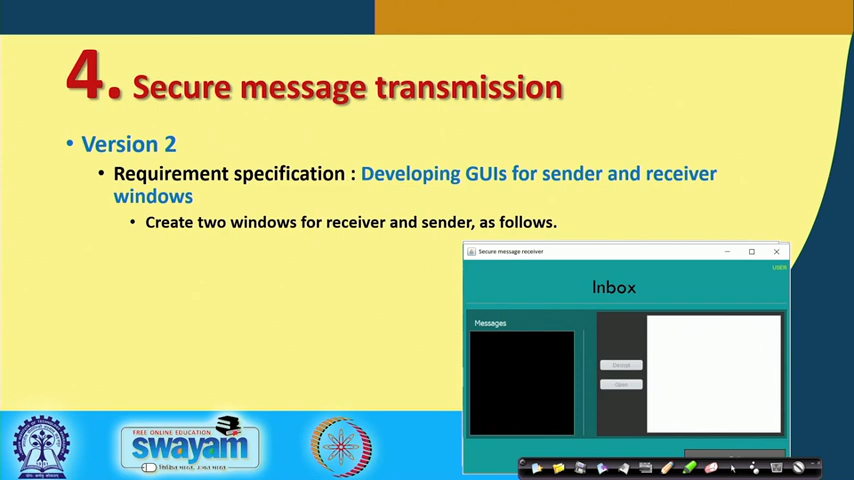 4. Secure message transmission
• Version 2
• Requirement specification : Developing GUIs for sender and receiver
windows
• Create two windows for receiver and sender, as follows.
Secure message receiver
USER
Inbox
Messages
Decrypt
Open
FREE ONLINE EDUCATION
swayam